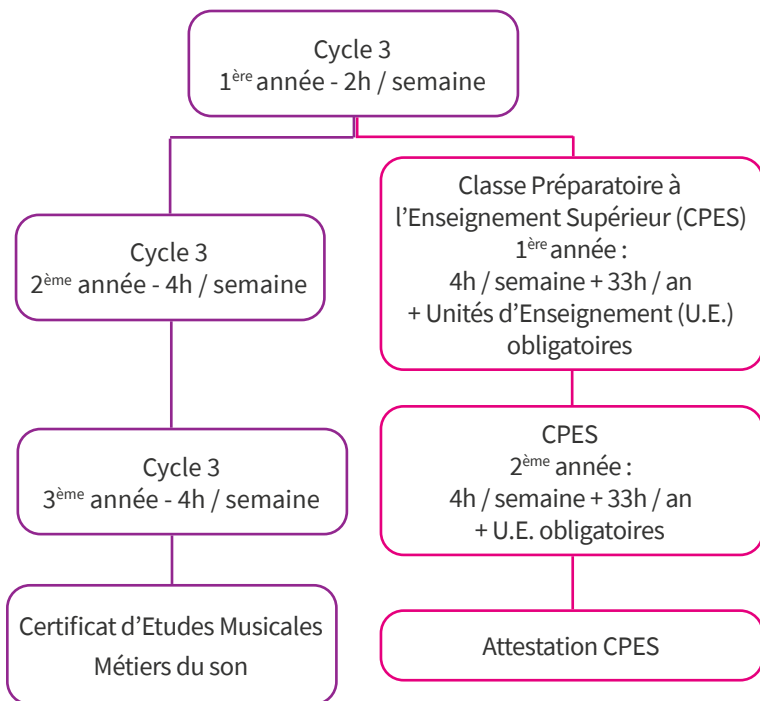 Cycle 3
1ère année - 2h / semaine
Cycle 3
2ème année - 4h / semaine
Cycle 3
3ème année - 4h / semaine
Certificat d’Etudes Musicales
Métiers du son
Classe Préparatoire à
l’Enseignement Supérieur (CPES)
1ère année :
4h / semaine + 33h / an
+ Unités d’Enseignement (U.E.)
obligatoires
CPES
2ème année :
4h / semaine + 33h / an
+ U.E. obligatoires
Attestation CPES